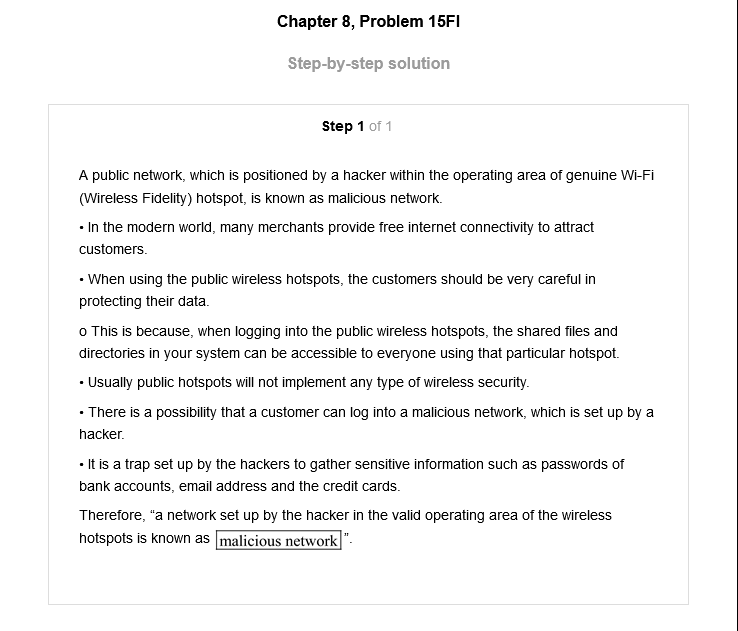 Chapter 8, Problem 15FI
Step-by-step solution
Step 1 of 1
A public network, which is positioned by a hacker within the operating area of genuine Wi-Fi
(Wireless Fidelity) hotspot, is known as malicious network.
• In the modern world, many merchants provide free internet connectivity to attract
customers.
• When using the public wireless hotspots, the customers should be very careful in
protecting their data.
o This is because, when logging into the public wireless hotspots, the shared files and
directories in your system can be accessible to everyone using that particular hotspot.
• Usually public hotspots will not implement any type of wireless security.
• There is a possibility that a customer can log into a malicious network, which is set up by a
hacker.
• It is a trap set up by the hackers to gather sensitive information such as passwords of
bank accounts, email address and the credit cards.
Therefore, “a network set up by the hacker in the valid operating area of the wireless
hotspots is known as malicious network”.